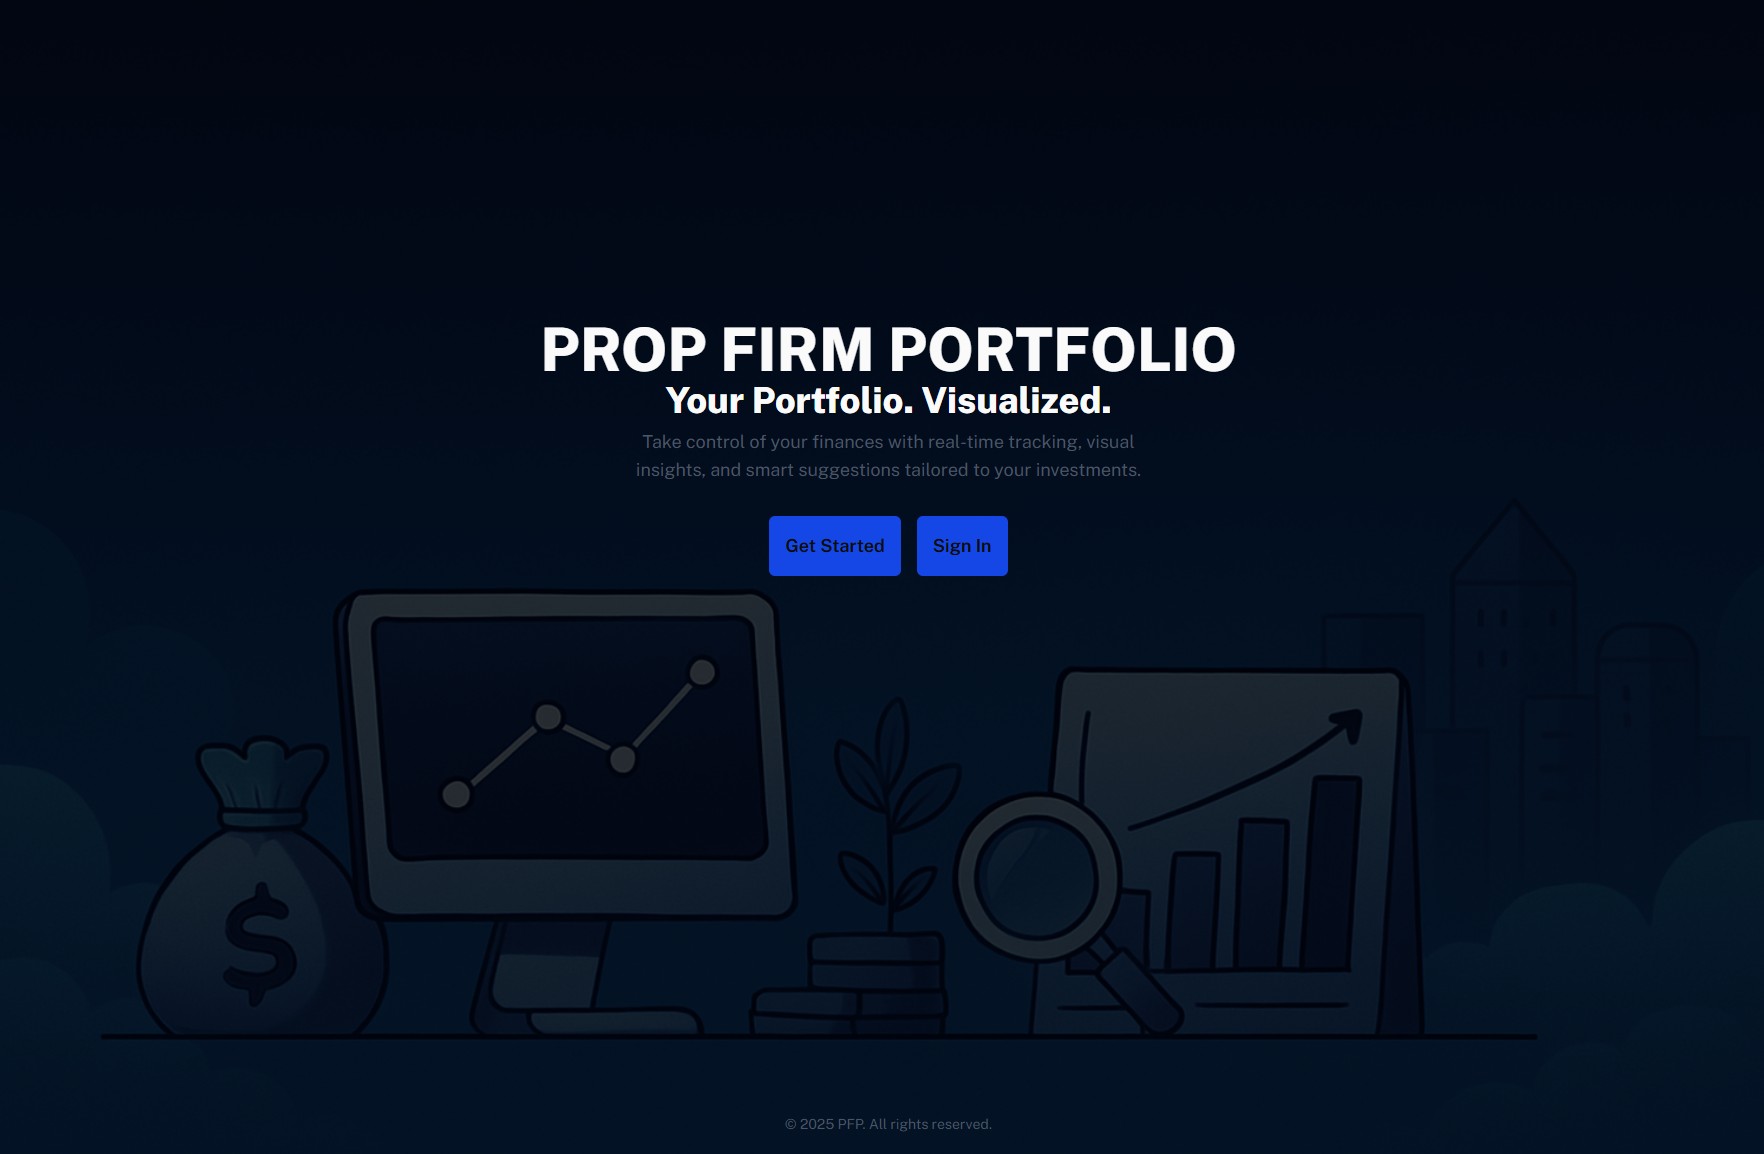 PROP FIRM PORTFOLIO
Your Portfolio. Visualized.
Take control of your finances with real-time tracking, visual
insights, and smart suggestions tailored to your investments.
Get Started
Sign In
$
© 2025 PFP. All rights reserved.